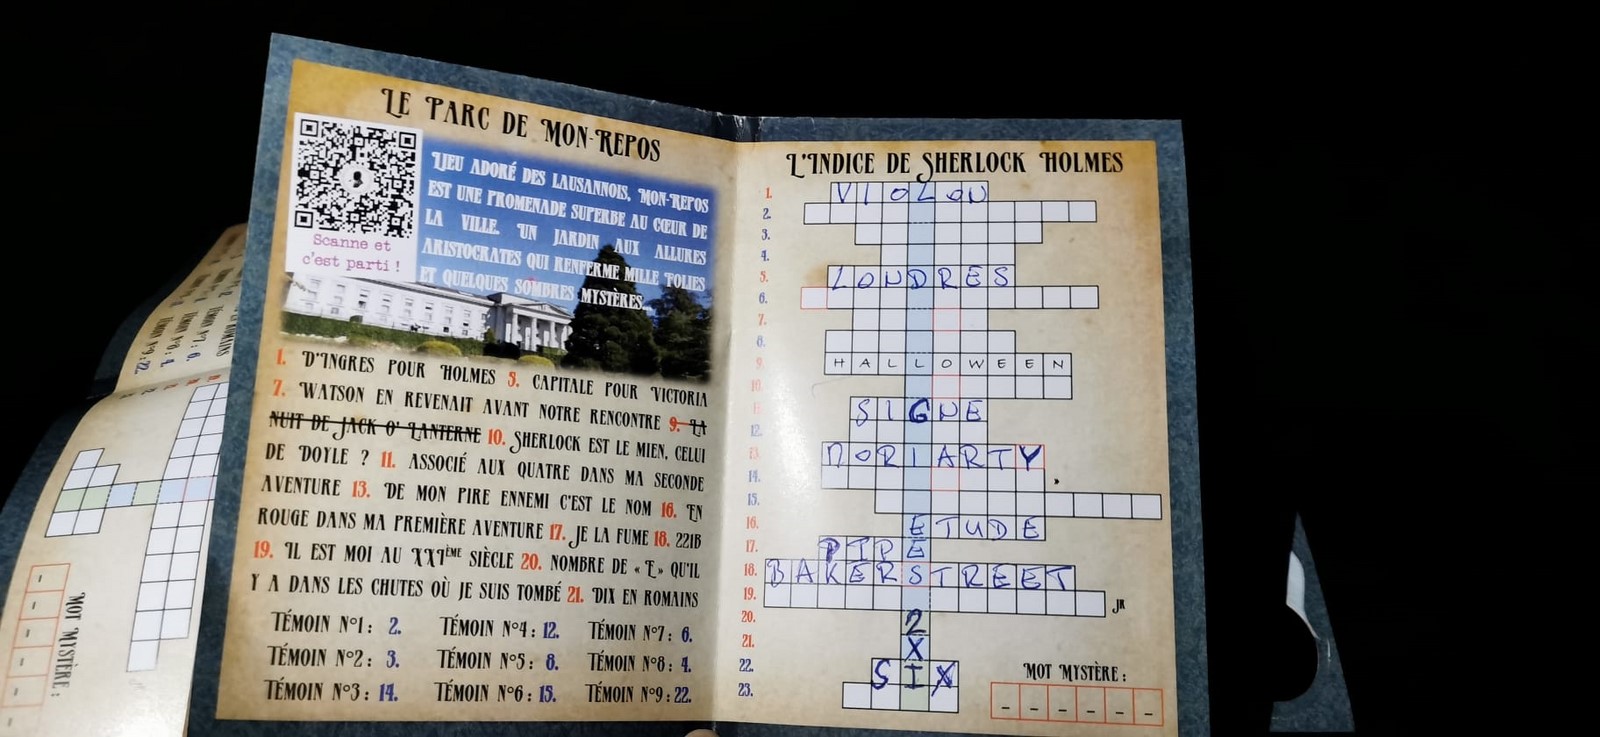 LE PARC DE MON-REPOS
Scanne et
c'est parti !
LIEU ADORÉ DES LAUSANNOIS, MON-REPOS
EST UNE PROMENADE SUPERBE AU CŒUR DE
LA VILLE. UN JARDIN AUX ALLURES
ARISTOCRATES QUI RENFERME MILLE FOLIES
ET QUELQUES SOMBRES MYSTÈRES...
1. D'INGRES POUR HOLMES 5. CAPITALE POUR VICTORIA
7. WATSON EN REVENAIT AVANT NOTRE RENCONTRE 9. LA
NUIT DE JACK O' LANTERNE 10. SHERLOCK EST LE MIEN, CELUI
DE DOYLE ? 11. ASSOCIÉ AUX QUATRE DANS MA SECONDE
AVENTURE 13. DE MON PIRE ENNEMI C'EST LE NOM 16. EN
ROUGE DANS MA PREMIÈRE AVENTURE 17. JE LA FUME 18. 221B
19. IL EST MOI AU XXIÈME SIÈCLE 20. NOMBRE DE « E » QU'IL
Y A DANS LES CHUTES OÙ JE SUIS TOMBÉ 21. DIX EN ROMAINS
TÉMOIN N°1 : 2. TÉMOIN N°4 : 12. TÉMOIN N°7 : 6.
TÉMOIN N°2 : 3. TÉMOIN N°5 : 8. TÉMOIN N°8 : 4.
TÉMOIN N°3 : 14. TÉMOIN N°6 : 15. TÉMOIN N°9 : 22.
L'INDICE DE SHERLOCK HOLMES
1. VIOLON
2.
3.
4.
5. LONDRES
6.
7.
8.
9. HALLOWEEN
10.
11. SIGNE
12.
13. MORIARTY
14.
15.
16. ETUDE
17. PIPE
18. BAKERSTREET
19. JR
20. 2
21. X
22. SIX
23.
MOT MYSTÈRE :
MOT MYSTÈRE :